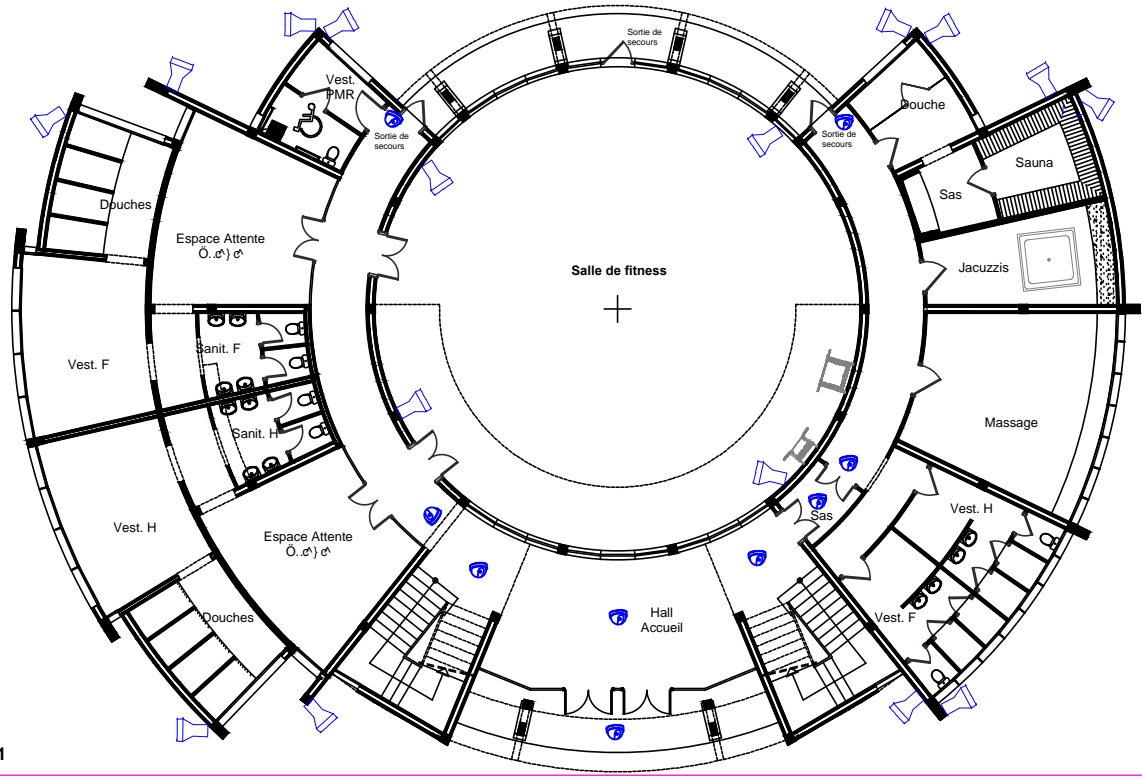 Sortie de
secours
Vest.
PMR
Sortie de
secours
Sortie de
secours
Douche
Sauna
Sas
Jacuzzis
Douches
Espace Attente
Salle de fitness
Vest. F
Sanit. F
Sanit. H
Massage
Vest. H
Espace Attente
Vest. H
Sas
Douches
Hall
Accueil
Vest. F